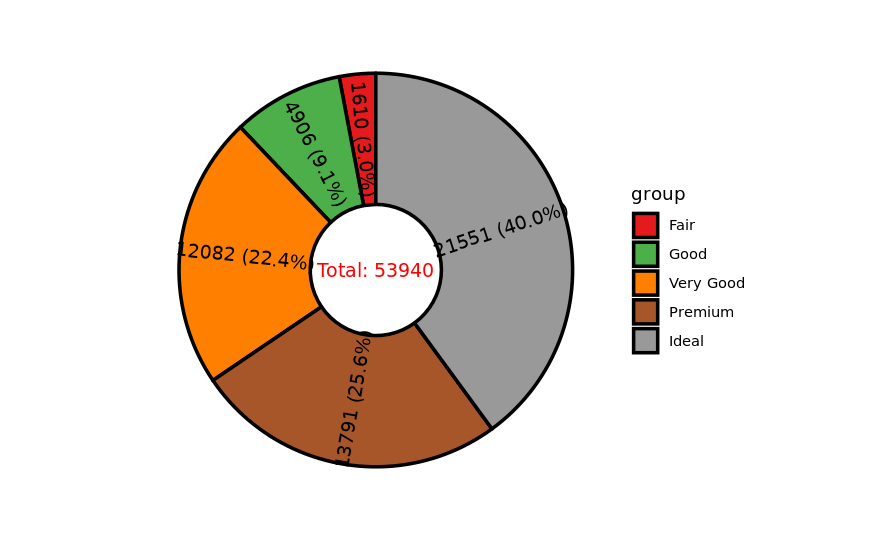 1610 (3.0%)
4906 (9.1%)
21551 (40.0%)
12082 (22.4%)
Total: 53940
13791 (25.6%)
group
Fair
Good
Very Good
Premium
Ideal